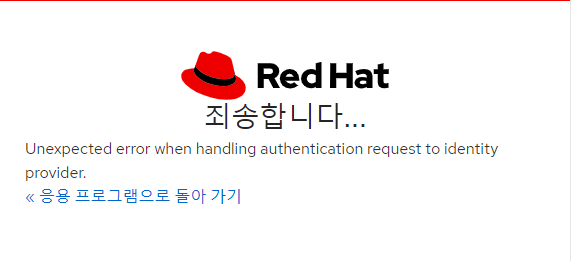 Red Hat
죄송합니다...
Unexpected error when handling authentication request to identity
provider.
« 응용 프로그램으로 돌아 가기